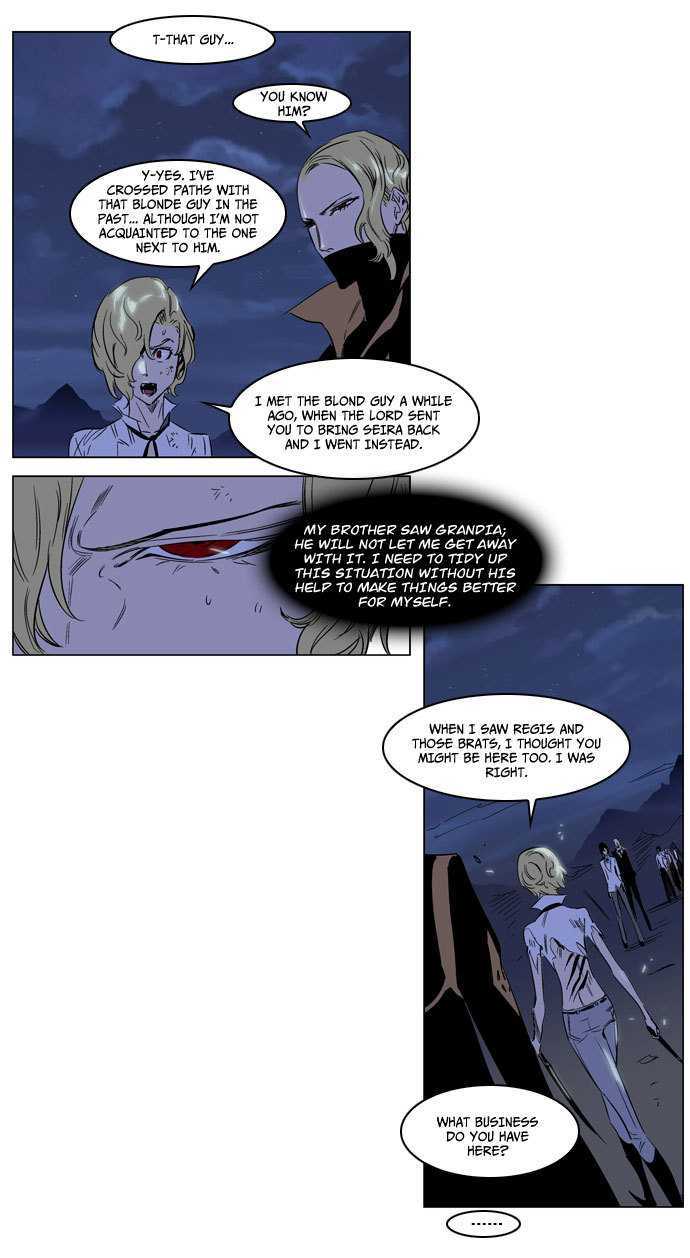 T-THAT GUY...
YOU KNOW
HIM?
Y-YES. I'VE
CROSSED PATHS WITH
THAT BLONDE GUY IN THE
PAST... ALTHOUGH I'M NOT
ACQUAINTED TO THE ONE
NEXT TO HIM.
I MET THE BLOND GUY A WHILE
AGO, WHEN THE LORD SENT
YOU TO BRING SEIRA BACK
AND I WENT INSTEAD.
MY BROTHER SAW GRANDIA;
HE WILL NOT LET ME GET AWAY
WITH IT. I NEED TO TIDY UP
THIS SITUATION WITHOUT HIS
HELP TO MAKE THINGS BETTER
FOR MYSELF.
WHEN I SAW REGIS AND
THOSE BRATS, I THOUGHT YOU
MIGHT BE HERE TOO. I WAS
RIGHT.
WHAT BUSINESS
DO YOU HAVE
HERE?
......